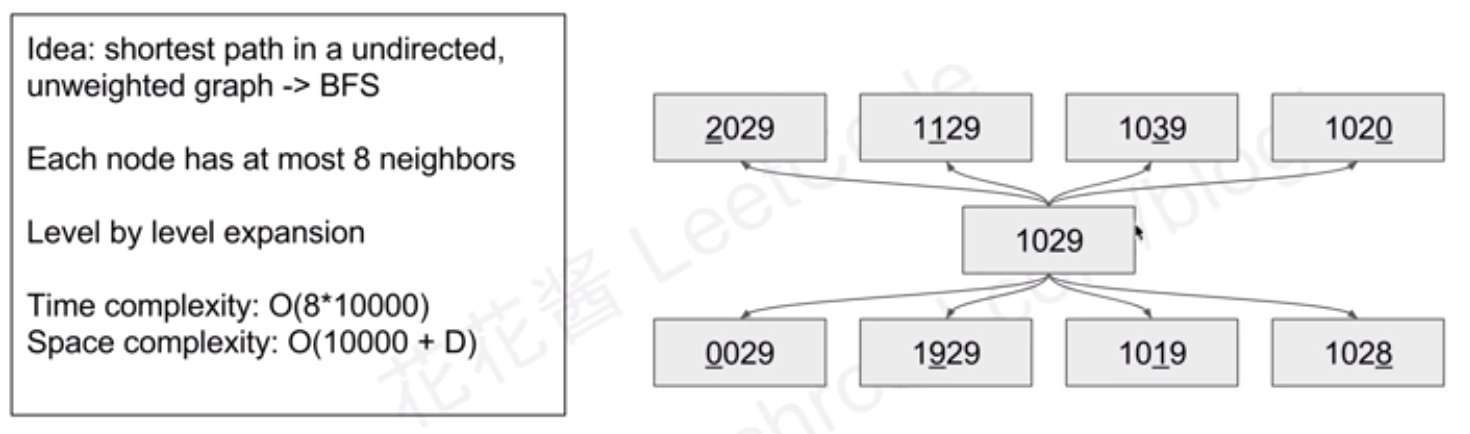 Idea: shortest path in a undirected,
unweighted graph -> BFS
Each node has at most 8 neighbors
Level by level expansion
Time complexity: O(8*10000)
Space complexity: O(10000 + D)
2029 1129 1039 1020
1029
0029 1929 1019 1028
花花酱 Leetcode
/blog